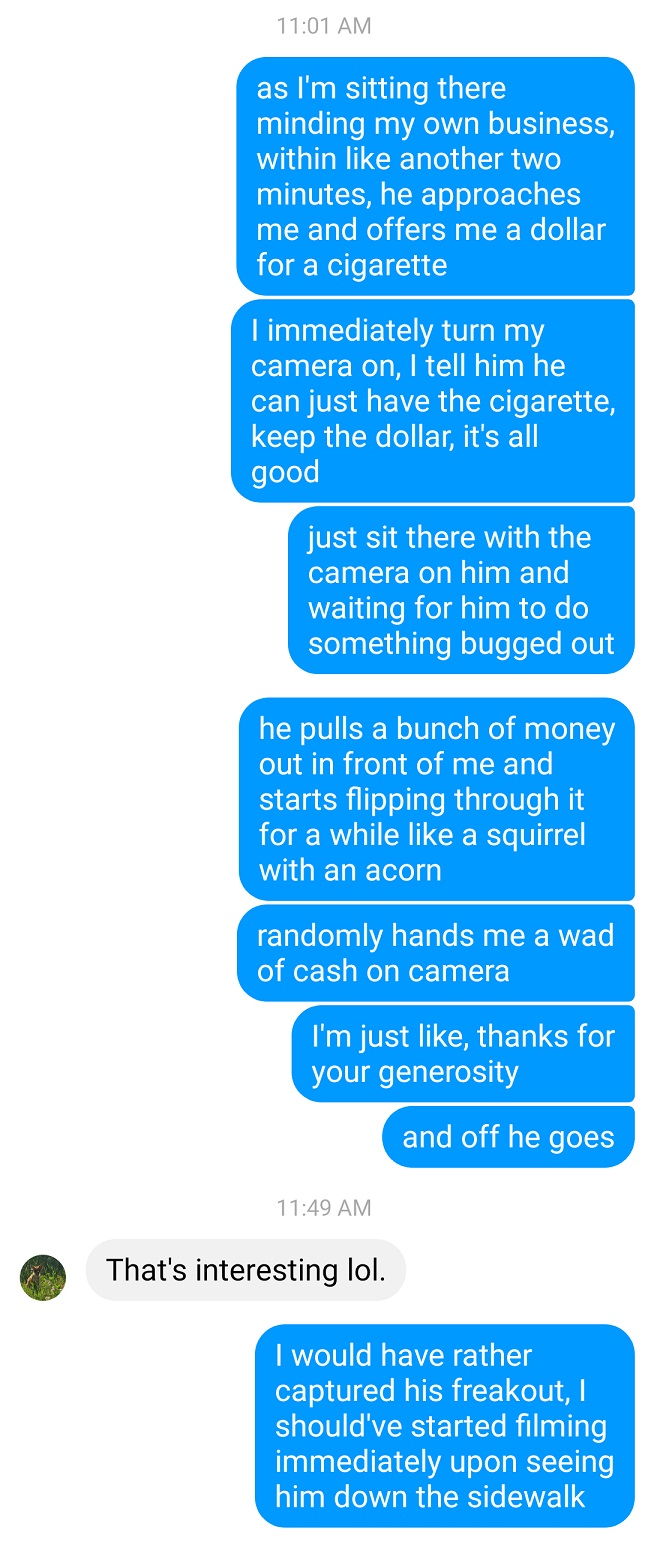 11:01 AM
as I'm sitting there
minding my own business,
within like another two
minutes, he approaches
me and offers me a dollar
for a cigarette
I immediately turn my
camera on, I tell him he
can just have the cigarette,
keep the dollar, it's all
good
just sit there with the
camera on him and
waiting for him to do
something bugged out
he pulls a bunch of money
out in front of me and
starts flipping through it
for a while like a squirrel
with an acorn
randomly hands me a wad
of cash on camera
I'm just like, thanks for
your generosity
and off he goes
11:49 AM
That's interesting lol.
I would have rather
captured his freakout, I
should've started filming
immediately upon seeing
him down the sidewalk